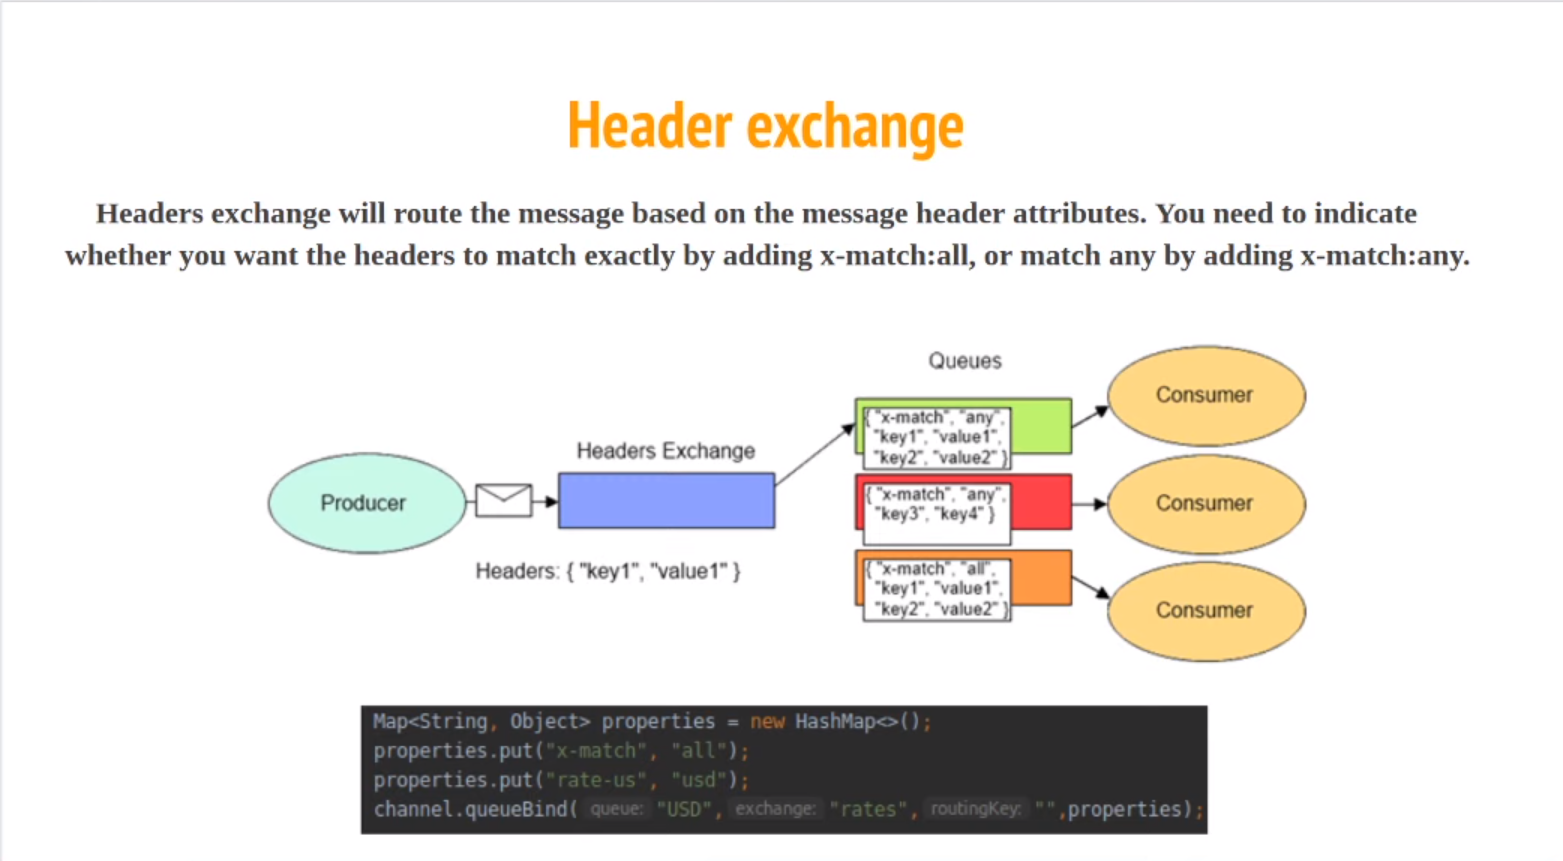 Header exchange
Headers exchange will route the message based on the message header attributes. You need to indicate
whether you want the headers to match exactly by adding x-match:all, or match any by adding x-match:any.
Queues
Consumer
{ "x-match", "any",
"key1", "value1",
"key2", "value2" }
Headers Exchange
Producer
{ "x-match", "any",
"key3", "key4" }
Consumer
Headers: { "key1", "value1" }
{ "x-match", "all",
"key1", "value1",
"key2", "value2" }
Consumer
Map<String, Object> properties = new HashMap<>();
properties.put("x-match", "all");
properties.put("rate-us", "usd");
channel.queueBind( queue: "USD", exchange: "rates", routingKey: "",properties);